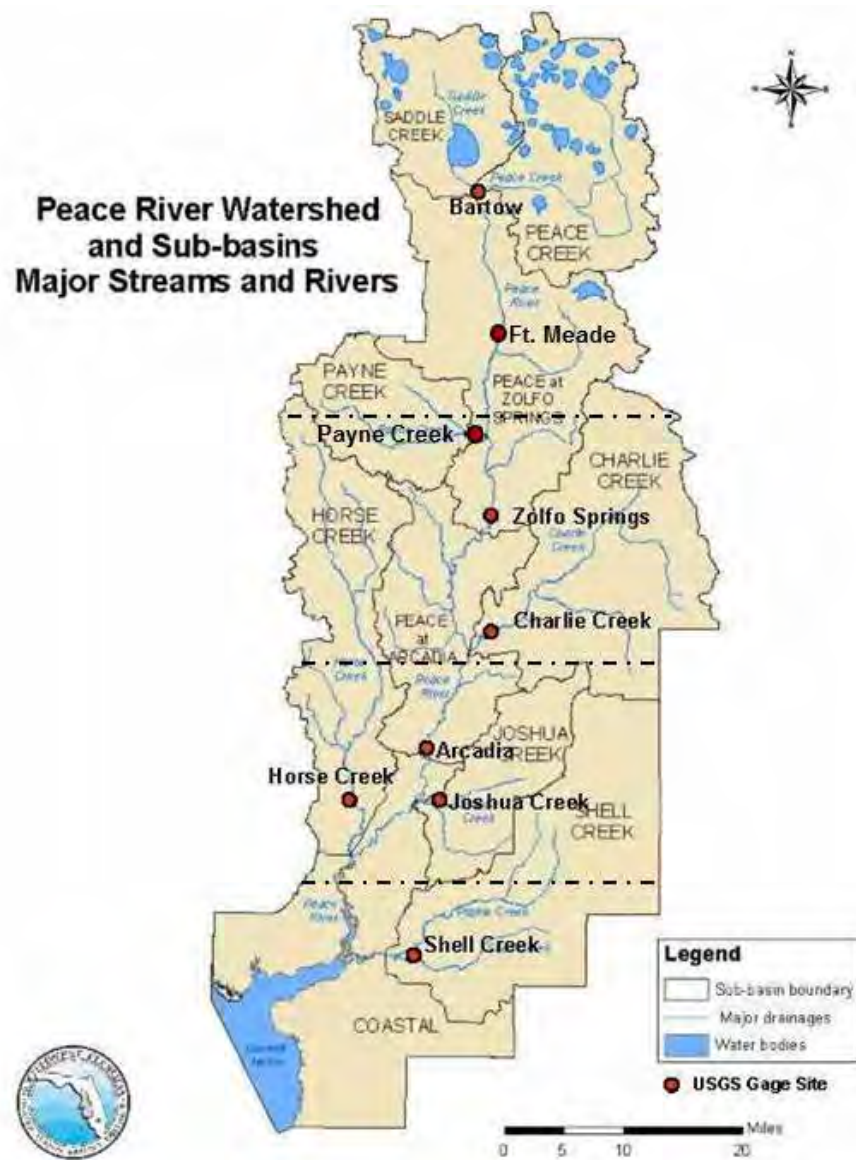 Peace River Watershed
and Sub-basins
Major Streams and Rivers
N
Saddle
Creek
SADDLE
CREEK
Peace Creek
Bartow
PEACE
CREEK
Peace
River
Ft. Meade
PAYNE
CREEK
PEACE at
ZOLFO
SPRINGS
Payne Creek
CHARLIE
CREEK
HORSE
CREEK
Zolfo Springs
Charlie
Creek
PEACE
at
ARCADIA
Charlie Creek
Horse
Creek
Peace
River
JOSHUA
CREEK
Arcadia
Horse Creek
Joshua Creek
Creek
SHELL
CREEK
Peace
River
Shell Creek
COASTAL
Legend
Sub-basin boundary
Major drainages
Water bodies
USGS Gage Site
Miles
0 5 10 20